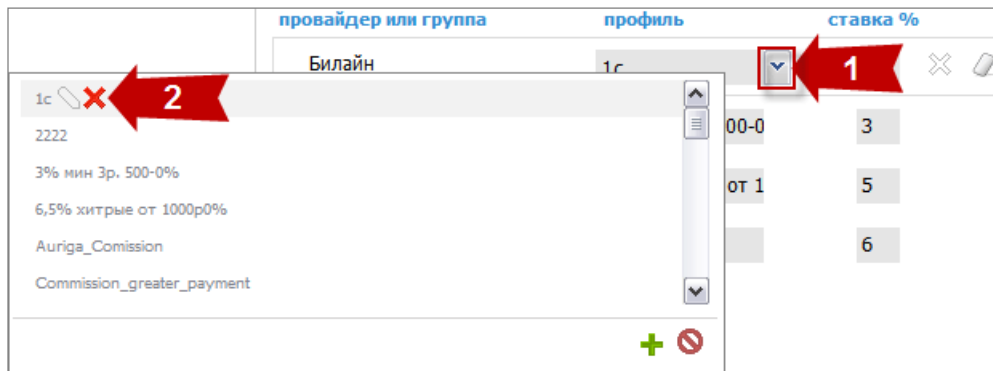 провайдер или группа профиль ставка %
Билайн 1с 1
1с 2
2222
00-0 3
3% мин 3р. 500-0%
от 1 5
6,5% хитрые от 1000р0%
Auriga_Comission
6
Commission_greater_payment